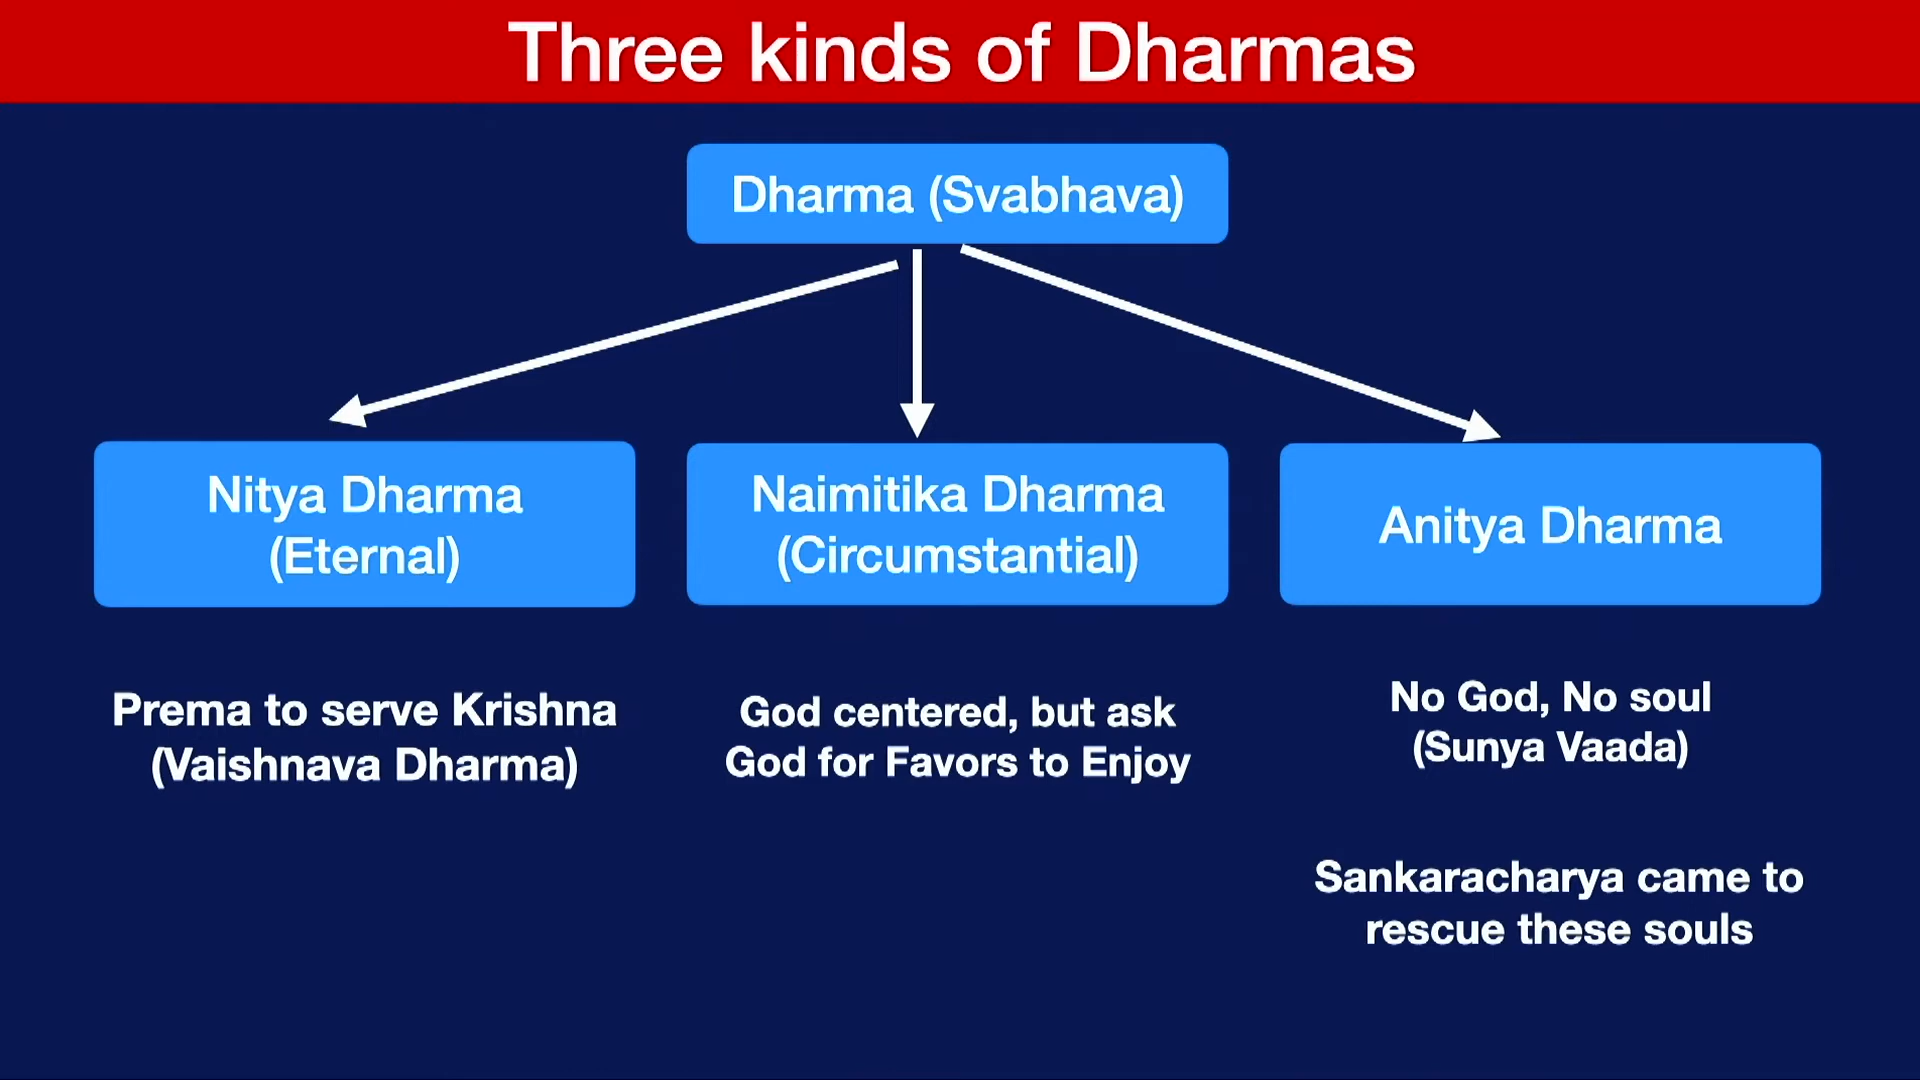 Three kinds of Dharmas
Dharma (Svabhava)
Nitya Dharma
(Eternal)
Naimitika Dharma
(Circumstantial)
Anitya Dharma
Prema to serve Krishna
(Vaishnava Dharma)
God centered, but ask
God for Favors to Enjoy
No God, No soul
(Sunya Vaada)
Sankaracharya came to
rescue these souls